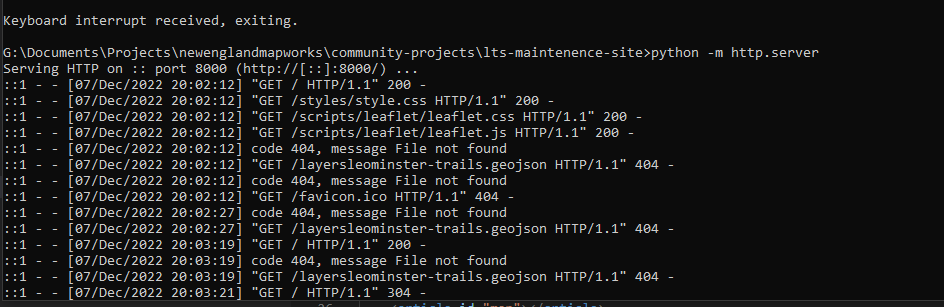 Keyboard interrupt received, exiting.
G:\Documents\Projects\newenglandmapworks\community-projects\lts-maintenence-site>python -m http.server
Serving HTTP on :: port 8000 (http://[::]:8000/) ...
::1 - - [07/Dec/2022 20:02:12] "GET / HTTP/1.1" 200 -
::1 - - [07/Dec/2022 20:02:12] "GET /styles/style.css HTTP/1.1" 200 -
::1 - - [07/Dec/2022 20:02:12] "GET /scripts/leaflet/leaflet.css HTTP/1.1" 200 -
::1 - - [07/Dec/2022 20:02:12] "GET /scripts/leaflet/leaflet.js HTTP/1.1" 200 -
::1 - - [07/Dec/2022 20:02:12] code 404, message File not found
::1 - - [07/Dec/2022 20:02:12] "GET /layersleominster-trails.geojson HTTP/1.1" 404 -
::1 - - [07/Dec/2022 20:02:12] code 404, message File not found
::1 - - [07/Dec/2022 20:02:12] "GET /favicon.ico HTTP/1.1" 404 -
::1 - - [07/Dec/2022 20:02:27] code 404, message File not found
::1 - - [07/Dec/2022 20:02:27] "GET /layersleominster-trails.geojson HTTP/1.1" 404 -
::1 - - [07/Dec/2022 20:03:19] "GET / HTTP/1.1" 200 -
::1 - - [07/Dec/2022 20:03:19] code 404, message File not found
::1 - - [07/Dec/2022 20:03:19] "GET /layersleominster-trails.geojson HTTP/1.1" 404 -
::1 - - [07/Dec/2022 20:03:21] "GET / HTTP/1.1" 304 -